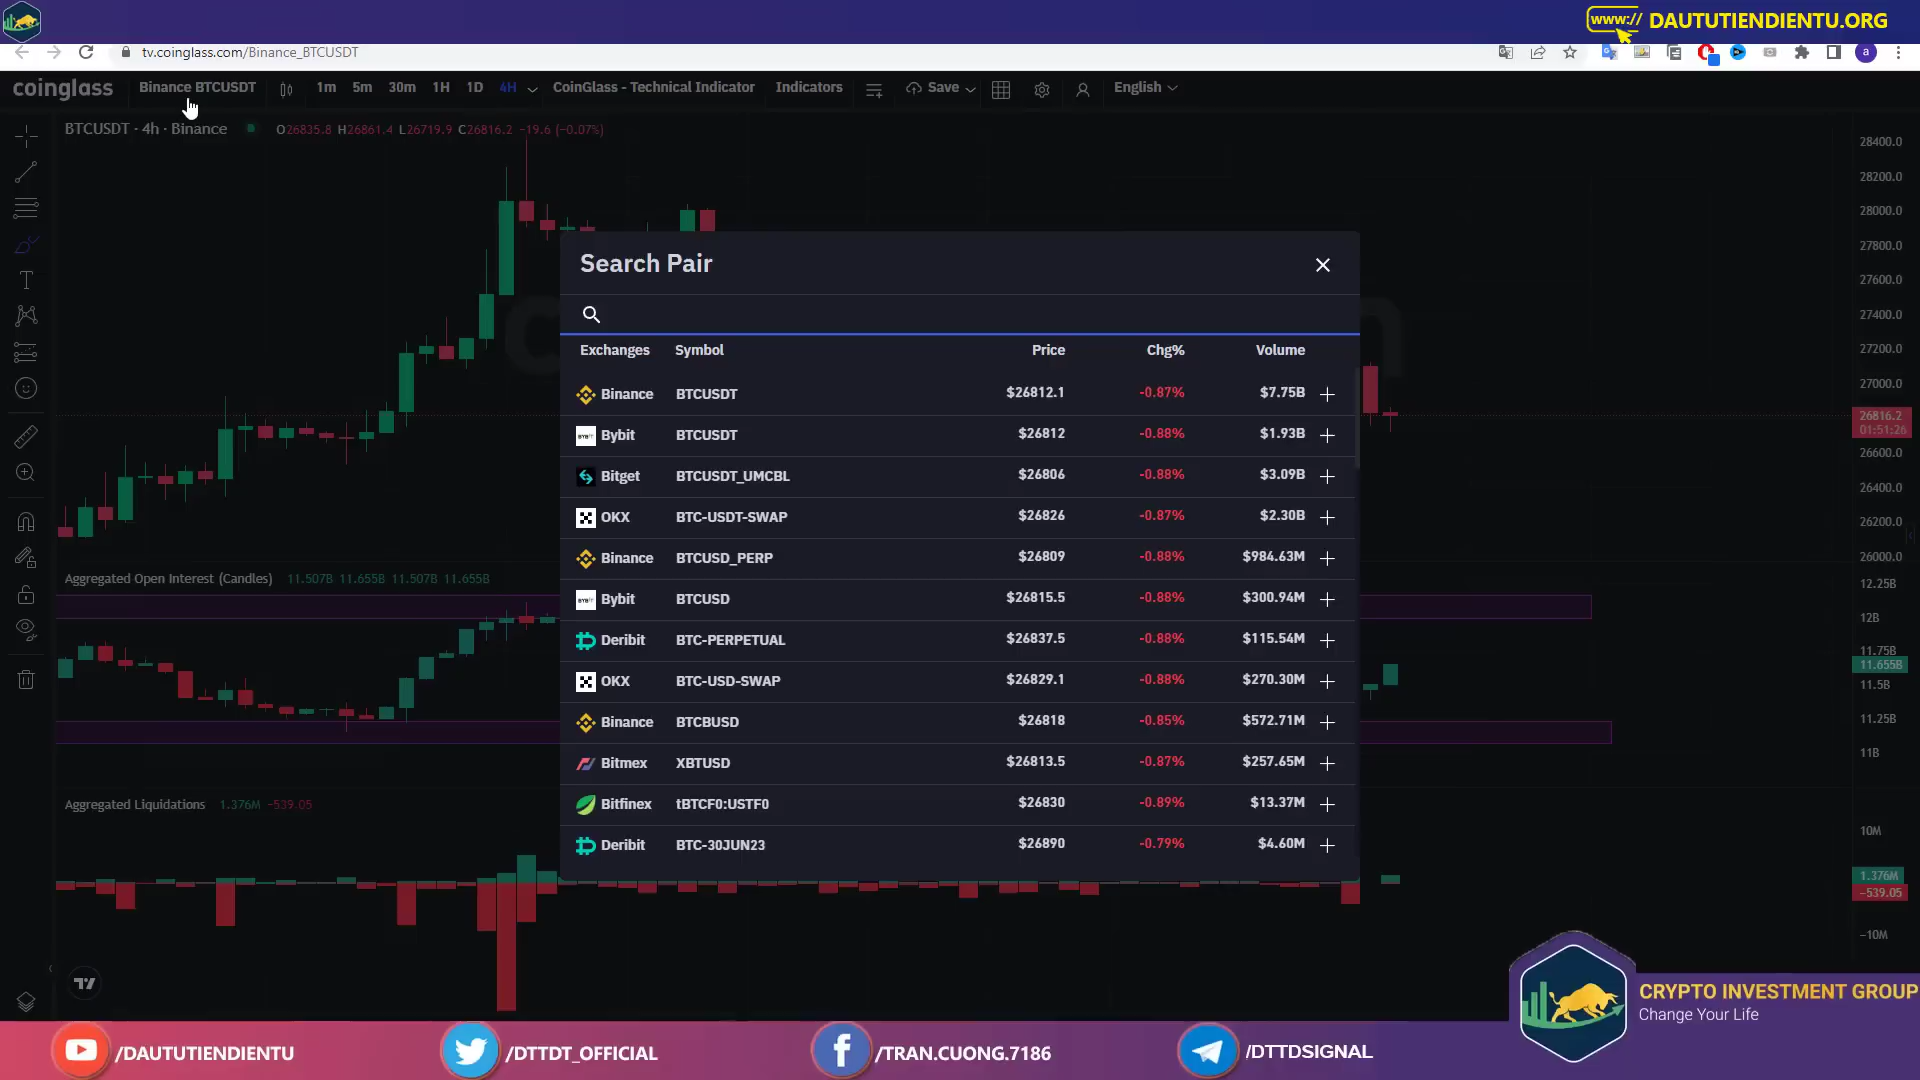 www.// DAUTUTIENDIENTU.ORG
tv.coinglass.com/Binance_BTCUSDT
coinglass Binance BTCUSDT 1m 5m 30m 1H 1D 4H CoinGlass - Technical Indicator Indicators Save English
BTCUSDT · 4h · Binance O26835.8 H26861.4 L26719.9 C26816.2 −19.6 (−0.07%)
28400.0
28200.0
28000.0
27800.0
27600.0
27400.0
27200.0
27000.0
26816.2
01:51:26
26600.0
26400.0
26200.0
26000.0
Search Pair
Exchanges Symbol Price Chg% Volume
Binance BTCUSDT $26812.1 -0.87% $7.75B
Bybit BTCUSDT $26812 -0.88% $1.93B
Bitget BTCUSDT_UMCBL $26806 -0.88% $3.09B
OKX BTC-USDT-SWAP $26826 -0.87% $2.30B
Binance BTCUSD_PERP $26809 -0.88% $984.63M
Bybit BTCUSD $26815.5 -0.88% $300.94M
Deribit BTC-PERPETUAL $26837.5 -0.88% $115.54M
OKX BTC-USD-SWAP $26829.1 -0.88% $270.30M
Binance BTCBUSD $26818 -0.85% $572.71M
Bitmex XBTUSD $26813.5 -0.87% $257.65M
Bitfinex tBTCF0:USTF0 $26830 -0.89% $13.37M
Deribit BTC-30JUN23 $26890 -0.79% $4.60M
Aggregated Open Interest (Candles) 11.507B 11.655B 11.507B 11.655B
12.25B
12B
11.75B
11.655B
11.5B
11.25B
11B
Aggregated Liquidations 1.376M −539.05
10M
1.376M
−539.05
−10M
CRYPTO INVESTMENT GROUP
Change Your Life
/DAUTUTIENDIENTU /DTTDT_OFFICIAL /TRAN.CUONG.7186 /DTTDSIGNAL